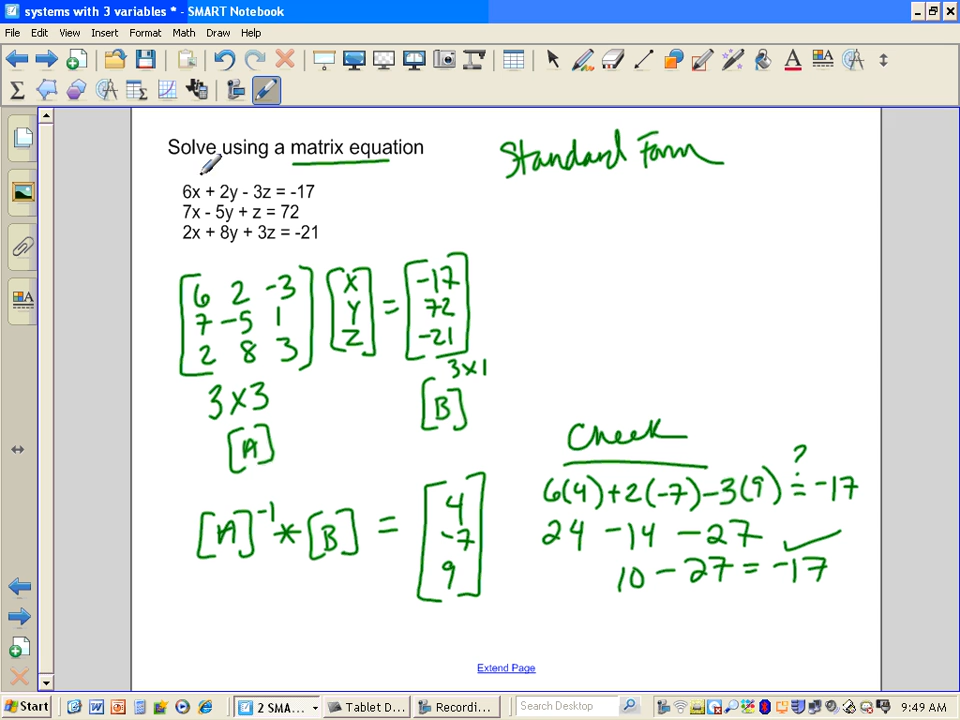 systems with 3 variables * - SMART Notebook
File Edit View Insert Format Math Draw Help
Solve using a matrix equation
Standard Form
6x + 2y - 3z = -17
7x - 5y + z = 72
2x + 8y + 3z = -21
[6 2 -3] [X] = [-17]
[7 -5 1] [Y] [72]
[2 8 3] [Z] [-21]
3x3
3x1
[A]
[B]
[A]⁻¹ * [B] = [4 -7 9]
Check
6(4)+2(-7)-3(9) ?= -17
24 -14 -27 ✓
10 - 27 = -17
Extend Page
Start
2 SMA...
Tablet D...
Recordi...
Search Desktop
9:49 AM